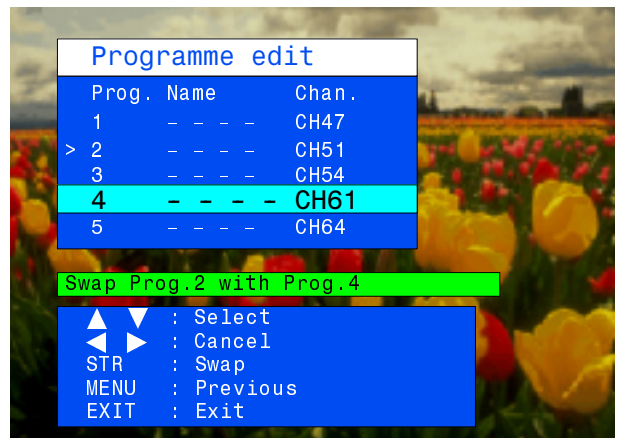 Programme edit
Prog. Name Chan.
1 – – – – CH47
> 2 – – – – CH51
3 – – – – CH54
4 – – – – CH61
5 – – – – CH64
Swap Prog.2 with Prog.4
▲ ▼ : Select
◀ ▶ : Cancel
STR : Swap
MENU : Previous
EXIT : Exit